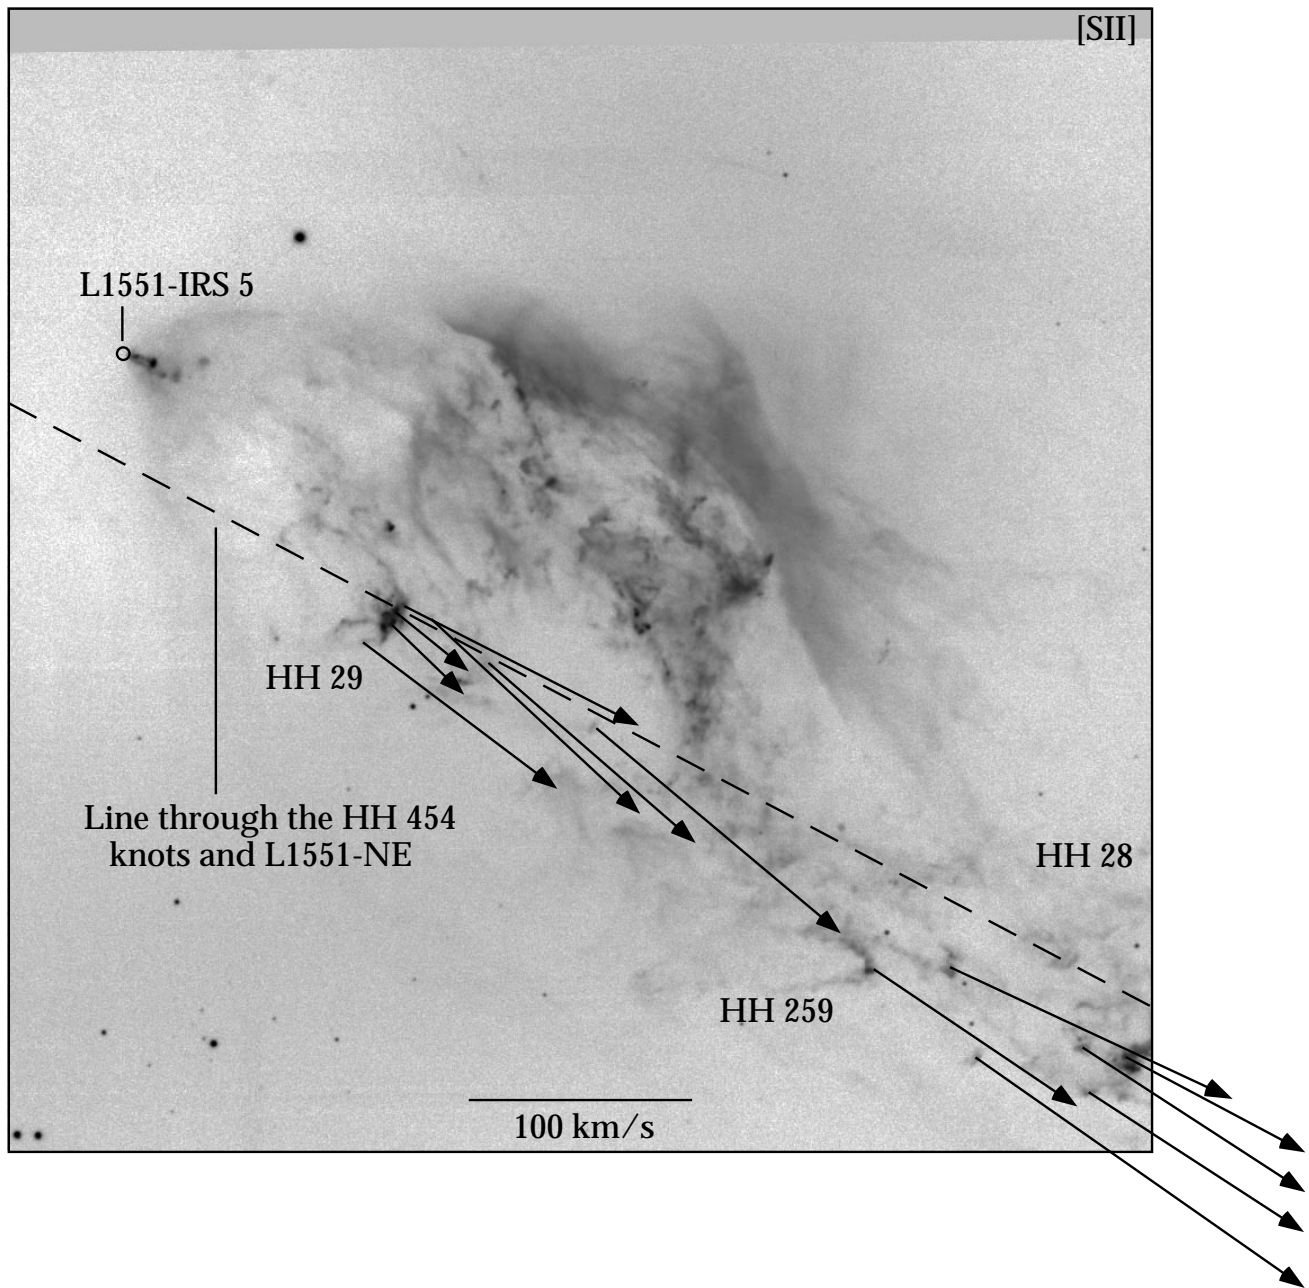 [SII]
L1551-IRS 5
HH 29
Line through the HH 454
knots and L1551-NE
HH 28
HH 259
100 km/s